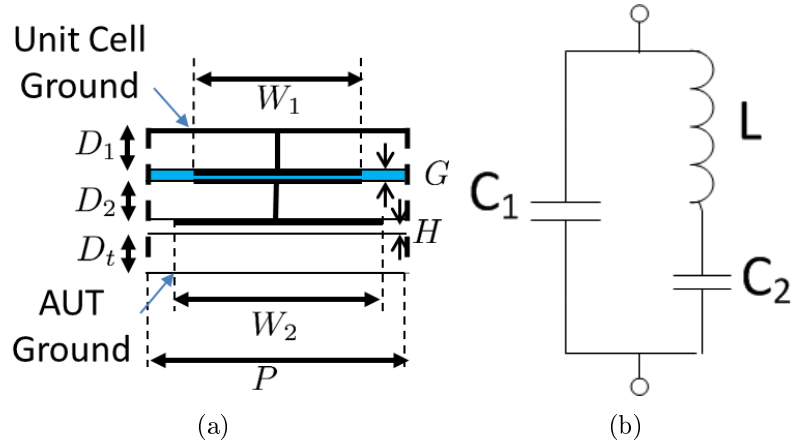 Unit Cell
Ground
W₁
D₁
G
D₂
H
Dₜ
AUT
Ground
W₂
P
(a)
L
C₁
C₂
(b)